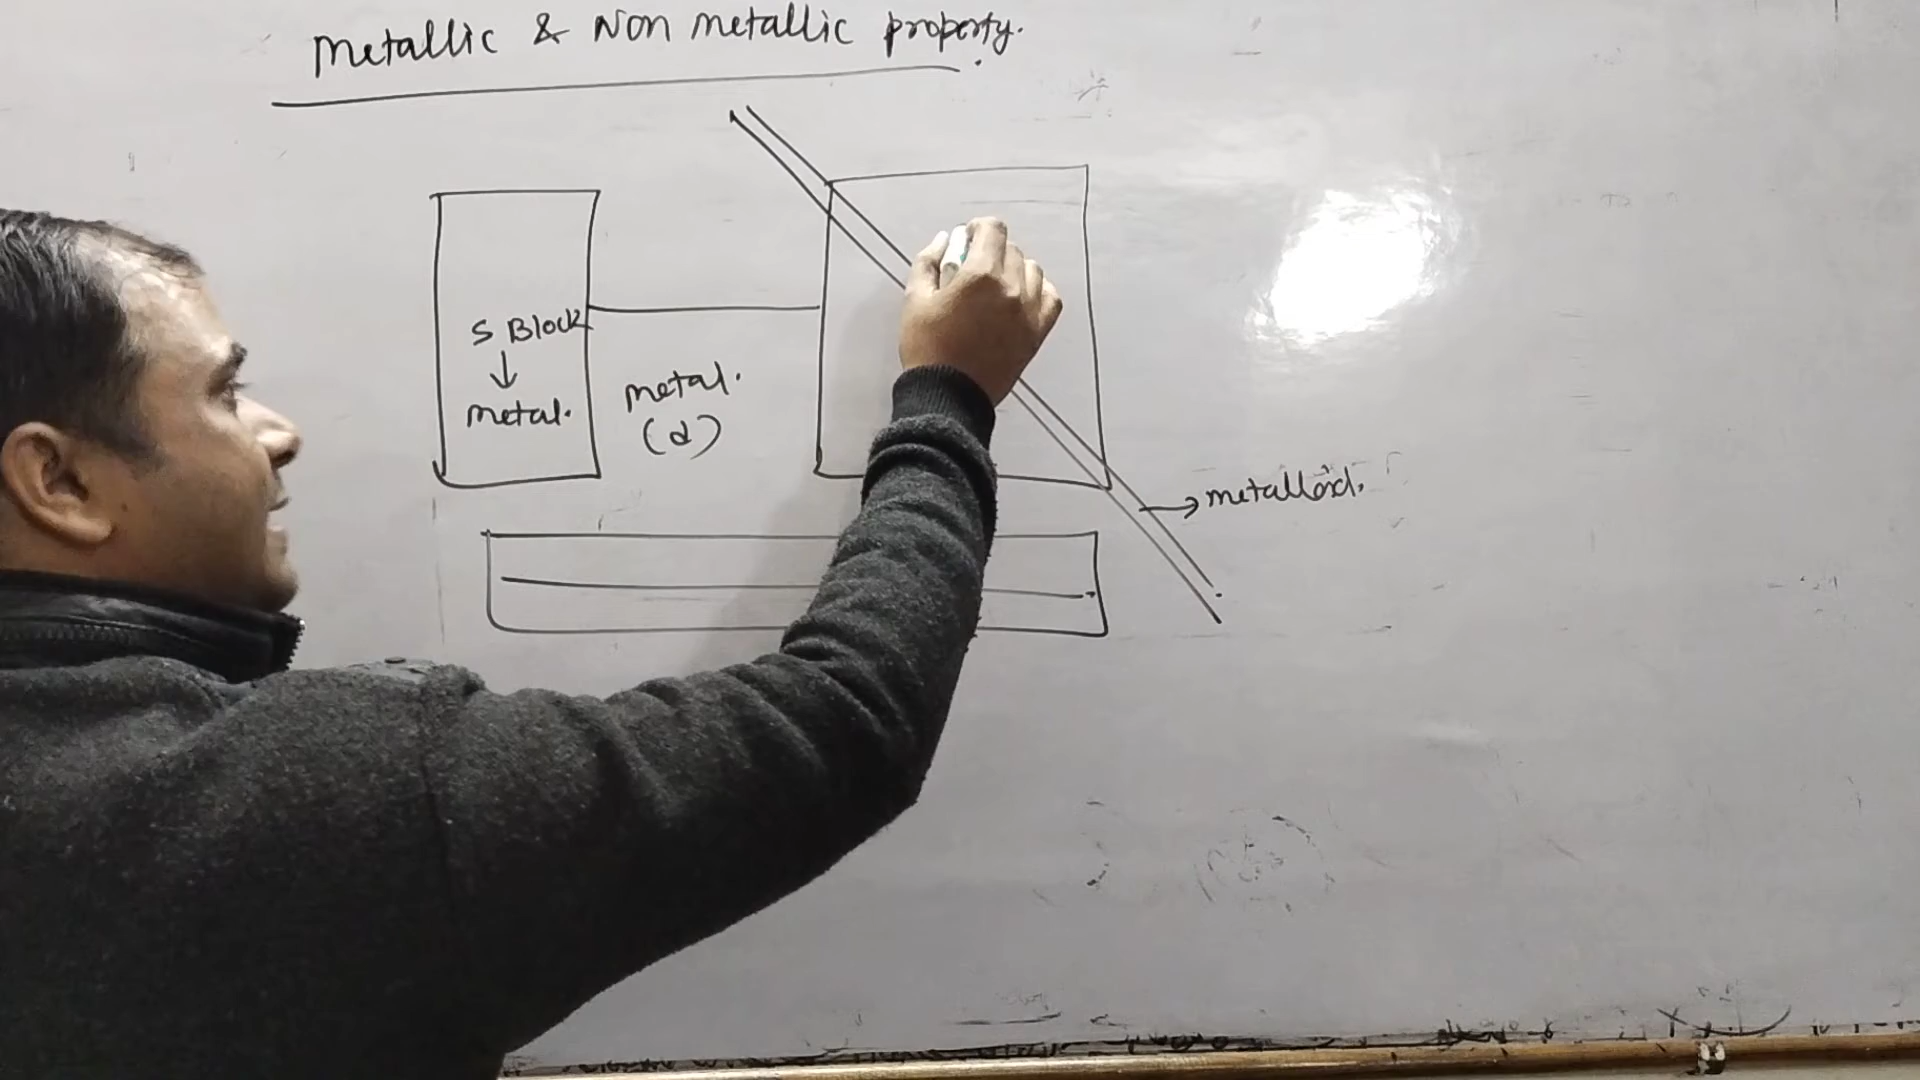 Metallic & Non metallic property.
S Block
↓
metal.
metal.
(d)
→ metalloid.